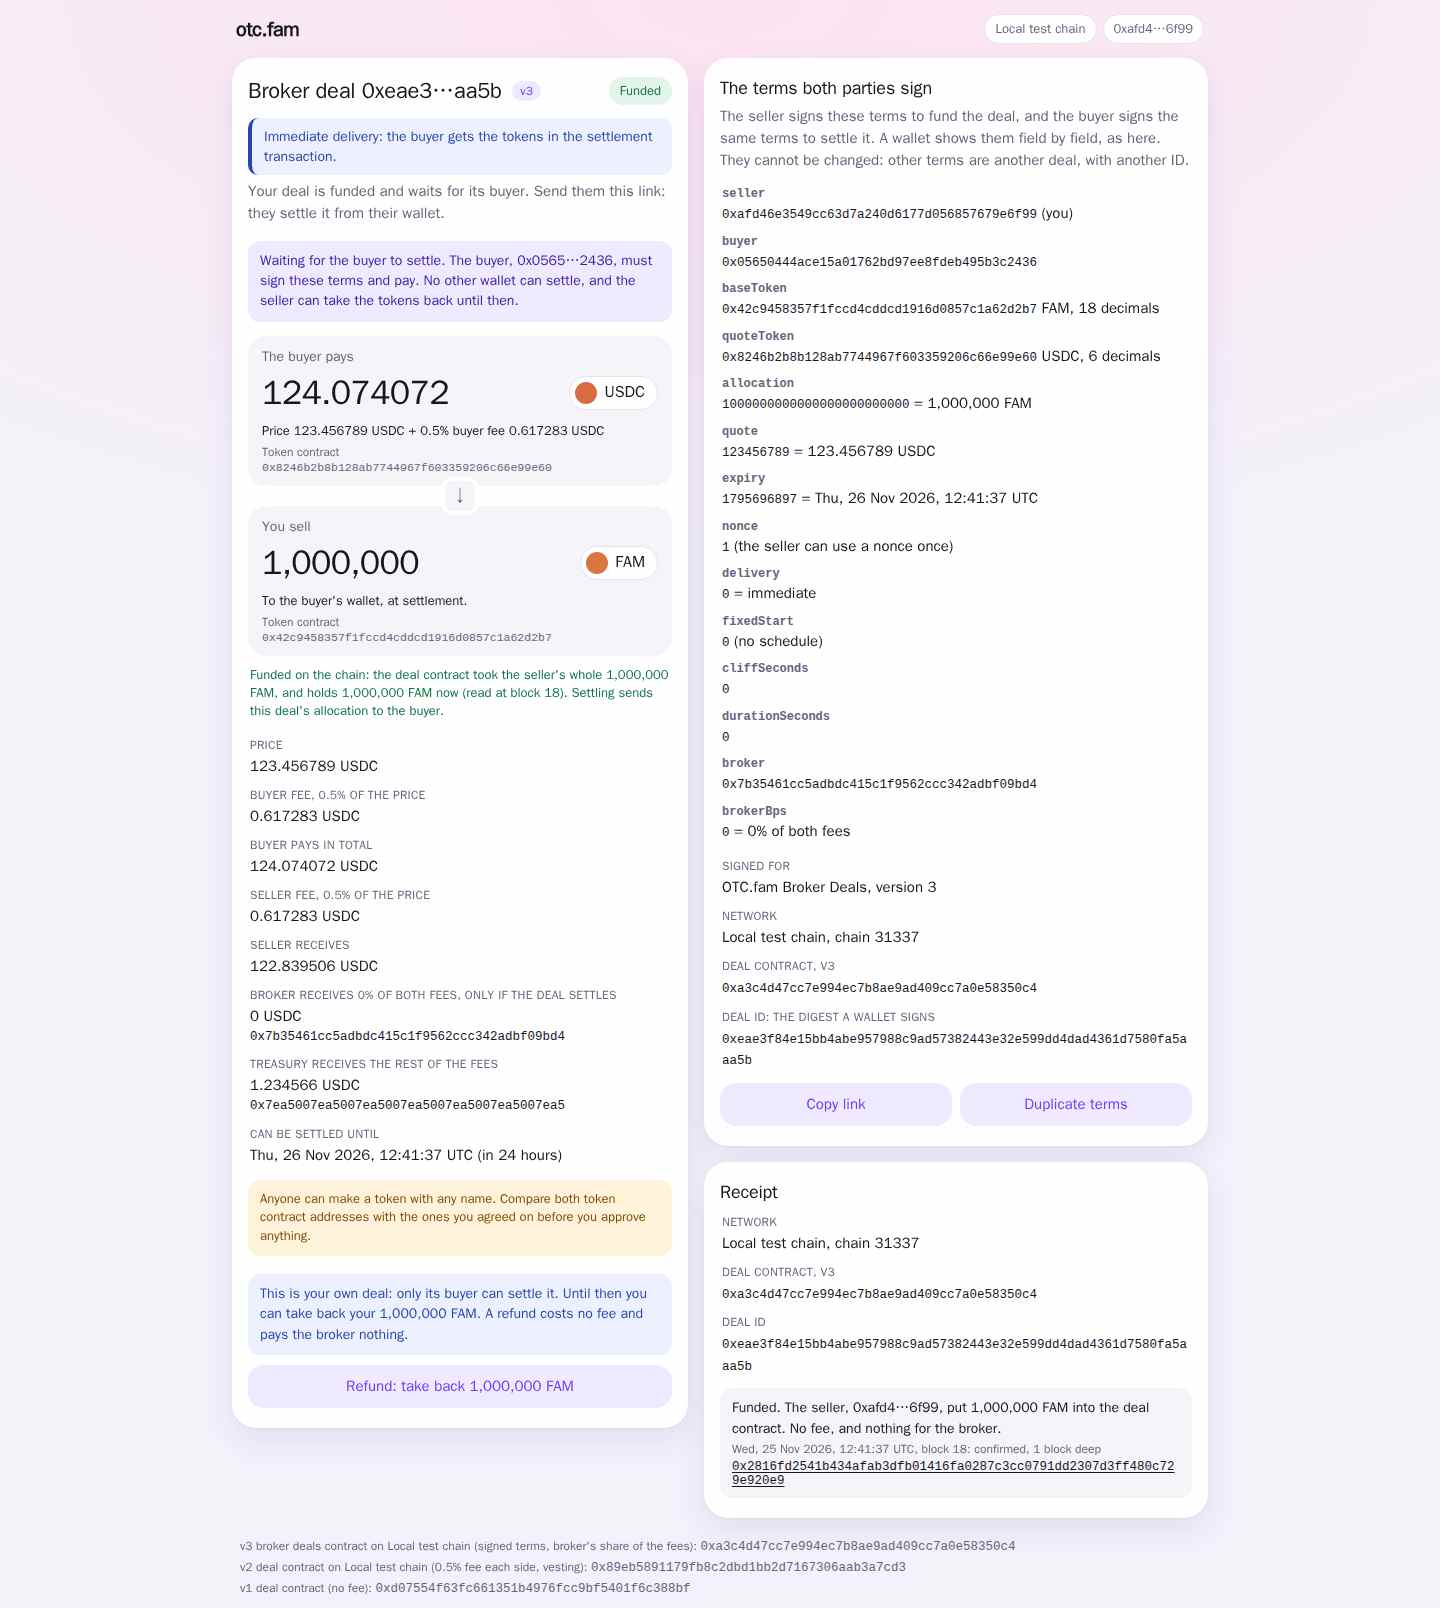 otc.fam
Local test chain
0xafd4···6f99
Broker deal 0xeae3···aa5b
v3
Funded
Immediate delivery: the buyer gets the tokens in the settlement
transaction.
Your deal is funded and waits for its buyer. Send them this link:
they settle it from their wallet.
Waiting for the buyer to settle. The buyer, 0x0565···2436, must
sign these terms and pay. No other wallet can settle, and the
seller can take the tokens back until then.
The buyer pays
124.074072
USDC
Price 123.456789 USDC + 0.5% buyer fee 0.617283 USDC
Token contract
0x8246b2b8b128ab7744967f603359206c66e99e60
↓
You sell
1,000,000
FAM
To the buyer's wallet, at settlement.
Token contract
0x42c9458357f1fccd4cddcd1916d0857c1a62d2b7
Funded on the chain: the deal contract took the seller's whole 1,000,000
FAM, and holds 1,000,000 FAM now (read at block 18). Settling sends
this deal's allocation to the buyer.
PRICE
123.456789 USDC
BUYER FEE, 0.5% OF THE PRICE
0.617283 USDC
BUYER PAYS IN TOTAL
124.074072 USDC
SELLER FEE, 0.5% OF THE PRICE
0.617283 USDC
SELLER RECEIVES
122.839506 USDC
BROKER RECEIVES 0% OF BOTH FEES, ONLY IF THE DEAL SETTLES
0 USDC
0x7b35461cc5adbdc415c1f9562ccc342adbf09bd4
TREASURY RECEIVES THE REST OF THE FEES
1.234566 USDC
0x7ea5007ea5007ea5007ea5007ea5007ea5007ea5
CAN BE SETTLED UNTIL
Thu, 26 Nov 2026, 12:41:37 UTC (in 24 hours)
Anyone can make a token with any name. Compare both token
contract addresses with the ones you agreed on before you approve
anything.
This is your own deal: only its buyer can settle it. Until then you
can take back your 1,000,000 FAM. A refund costs no fee and
pays the broker nothing.
Refund: take back 1,000,000 FAM
The terms both parties sign
The seller signs these terms to fund the deal, and the buyer signs the
same terms to settle it. A wallet shows them field by field, as here.
They cannot be changed: other terms are another deal, with another ID.
seller
0xafd46e3549cc63d7a240d6177d056857679e6f99 (you)
buyer
0x05650444ace15a01762bd97ee8fdeb495b3c2436
baseToken
0x42c9458357f1fccd4cddcd1916d0857c1a62d2b7 FAM, 18 decimals
quoteToken
0x8246b2b8b128ab7744967f603359206c66e99e60 USDC, 6 decimals
allocation
1000000000000000000000000 = 1,000,000 FAM
quote
123456789 = 123.456789 USDC
expiry
1795696897 = Thu, 26 Nov 2026, 12:41:37 UTC
nonce
1 (the seller can use a nonce once)
delivery
0 = immediate
fixedStart
0 (no schedule)
cliffSeconds
0
durationSeconds
0
broker
0x7b35461cc5adbdc415c1f9562ccc342adbf09bd4
brokerBps
0 = 0% of both fees
SIGNED FOR
OTC.fam Broker Deals, version 3
NETWORK
Local test chain, chain 31337
DEAL CONTRACT, V3
0xa3c4d47cc7e994ec7b8ae9ad409cc7a0e58350c4
DEAL ID: THE DIGEST A WALLET SIGNS
0xeae3f84e15bb4abe957988c9ad57382443e32e599dd4dad4361d7580fa5a
aa5b
Copy link
Duplicate terms
Receipt
NETWORK
Local test chain, chain 31337
DEAL CONTRACT, V3
0xa3c4d47cc7e994ec7b8ae9ad409cc7a0e58350c4
DEAL ID
0xeae3f84e15bb4abe957988c9ad57382443e32e599dd4dad4361d7580fa5a
aa5b
Funded. The seller, 0xafd4···6f99, put 1,000,000 FAM into the deal
contract. No fee, and nothing for the broker.
Wed, 25 Nov 2026, 12:41:37 UTC, block 18: confirmed, 1 block deep
0x2816fd2541b434afab3dfb01416fa0287c3cc0791dd2307d3ff480c72
9e920e9
v3 broker deals contract on Local test chain (signed terms, broker's share of the fees): 0xa3c4d47cc7e994ec7b8ae9ad409cc7a0e58350c4
v2 deal contract on Local test chain (0.5% fee each side, vesting): 0x89eb5891179fb8c2dbd1bb2d7167306aab3a7cd3
v1 deal contract (no fee): 0xd07554f63fc661351b4976fcc9bf5401f6c388bf